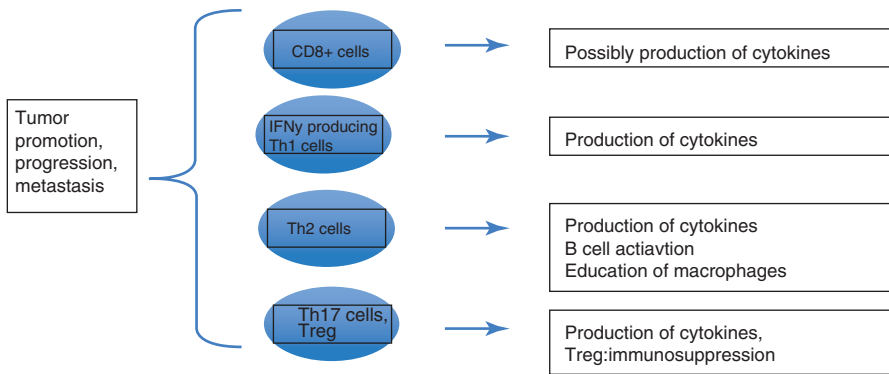 Tumor
promotion,
progression,
metastasis
CD8+ cells
Possibly production of cytokines
IFNy producing
Th1 cells
Production of cytokines
Th2 cells
Production of cytokines
B cell actiavtion
Education of macrophages
Th17 cells,
Treg
Production of cytokines,
Treg:immunosuppression